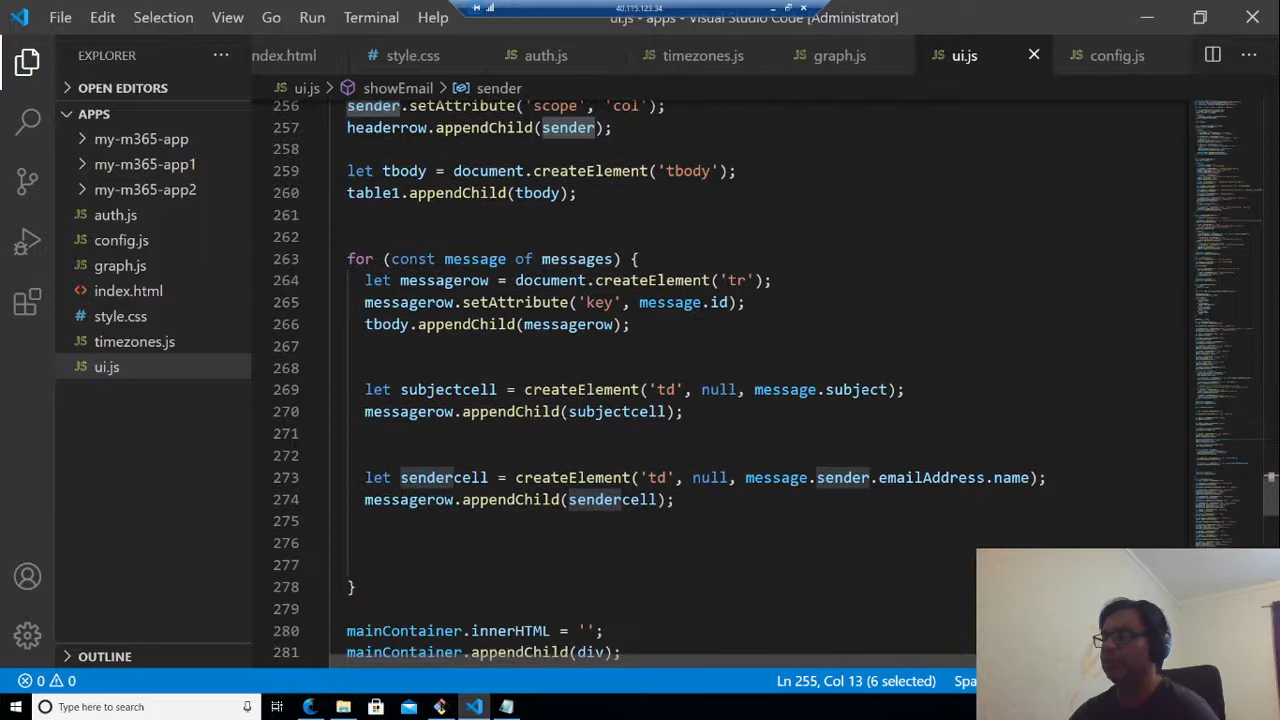 40.115.123.34
File Edit Selection View Go Run Terminal Help
ui.js - apps - Visual Studio Code [Administrator]
EXPLORER
ndex.html
style.css
auth.js
timezones.js
graph.js
ui.js
config.js
OPEN EDITORS
APPS
my-m365-app
my-m365-app1
my-m365-app2
auth.js
config.js
graph.js
index.html
style.css
timezones.js
ui.js
OUTLINE
ui.js > showEmail > sender
256 sender.setAttribute('scope', 'col');
257 headerrow.appendChild(sender);
258
259 let tbody = document.createElement('tbody');
260 table1.appendChild(tbody);
261
262
263 for (const message of messages) {
264 let messagerow = document.createElement('tr');
265 messagerow.setAttribute('key', message.id);
266 tbody.appendChild(messagerow);
267
268
269 let subjectcell = createElement('td', null, message.subject);
270 messagerow.appendChild(subjectcell);
271
272
273 let sendercell = createElement('td', null, message.sender.emailAddress.name);
274 messagerow.appendChild(sendercell);
275
276
277
278 }
279
280 mainContainer.innerHTML = '';
281 mainContainer.appendChild(div);
0 0
Ln 255, Col 13 (6 selected)
Spa
Type here to search